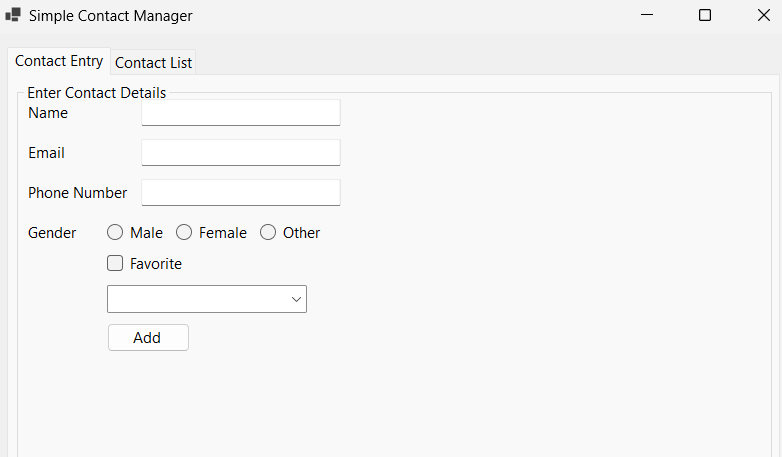 Simple Contact Manager
Contact Entry Contact List
Enter Contact Details
Name
Email
Phone Number
Gender Male Female Other
Favorite
Add